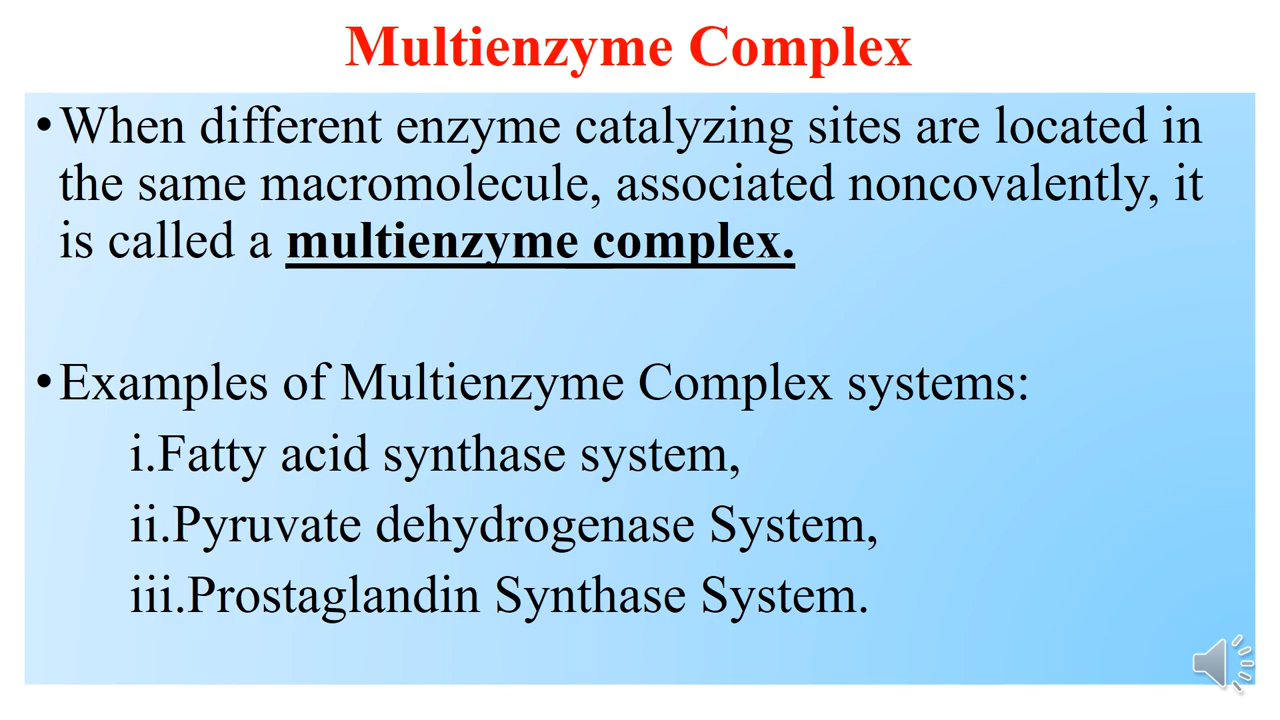 Multienzyme Complex
•When different enzyme catalyzing sites are located in
the same macromolecule, associated noncovalently, it
is called a multienzyme complex.
•Examples of Multienzyme Complex systems:
i.Fatty acid synthase system,
ii.Pyruvate dehydrogenase System,
iii.Prostaglandin Synthase System.